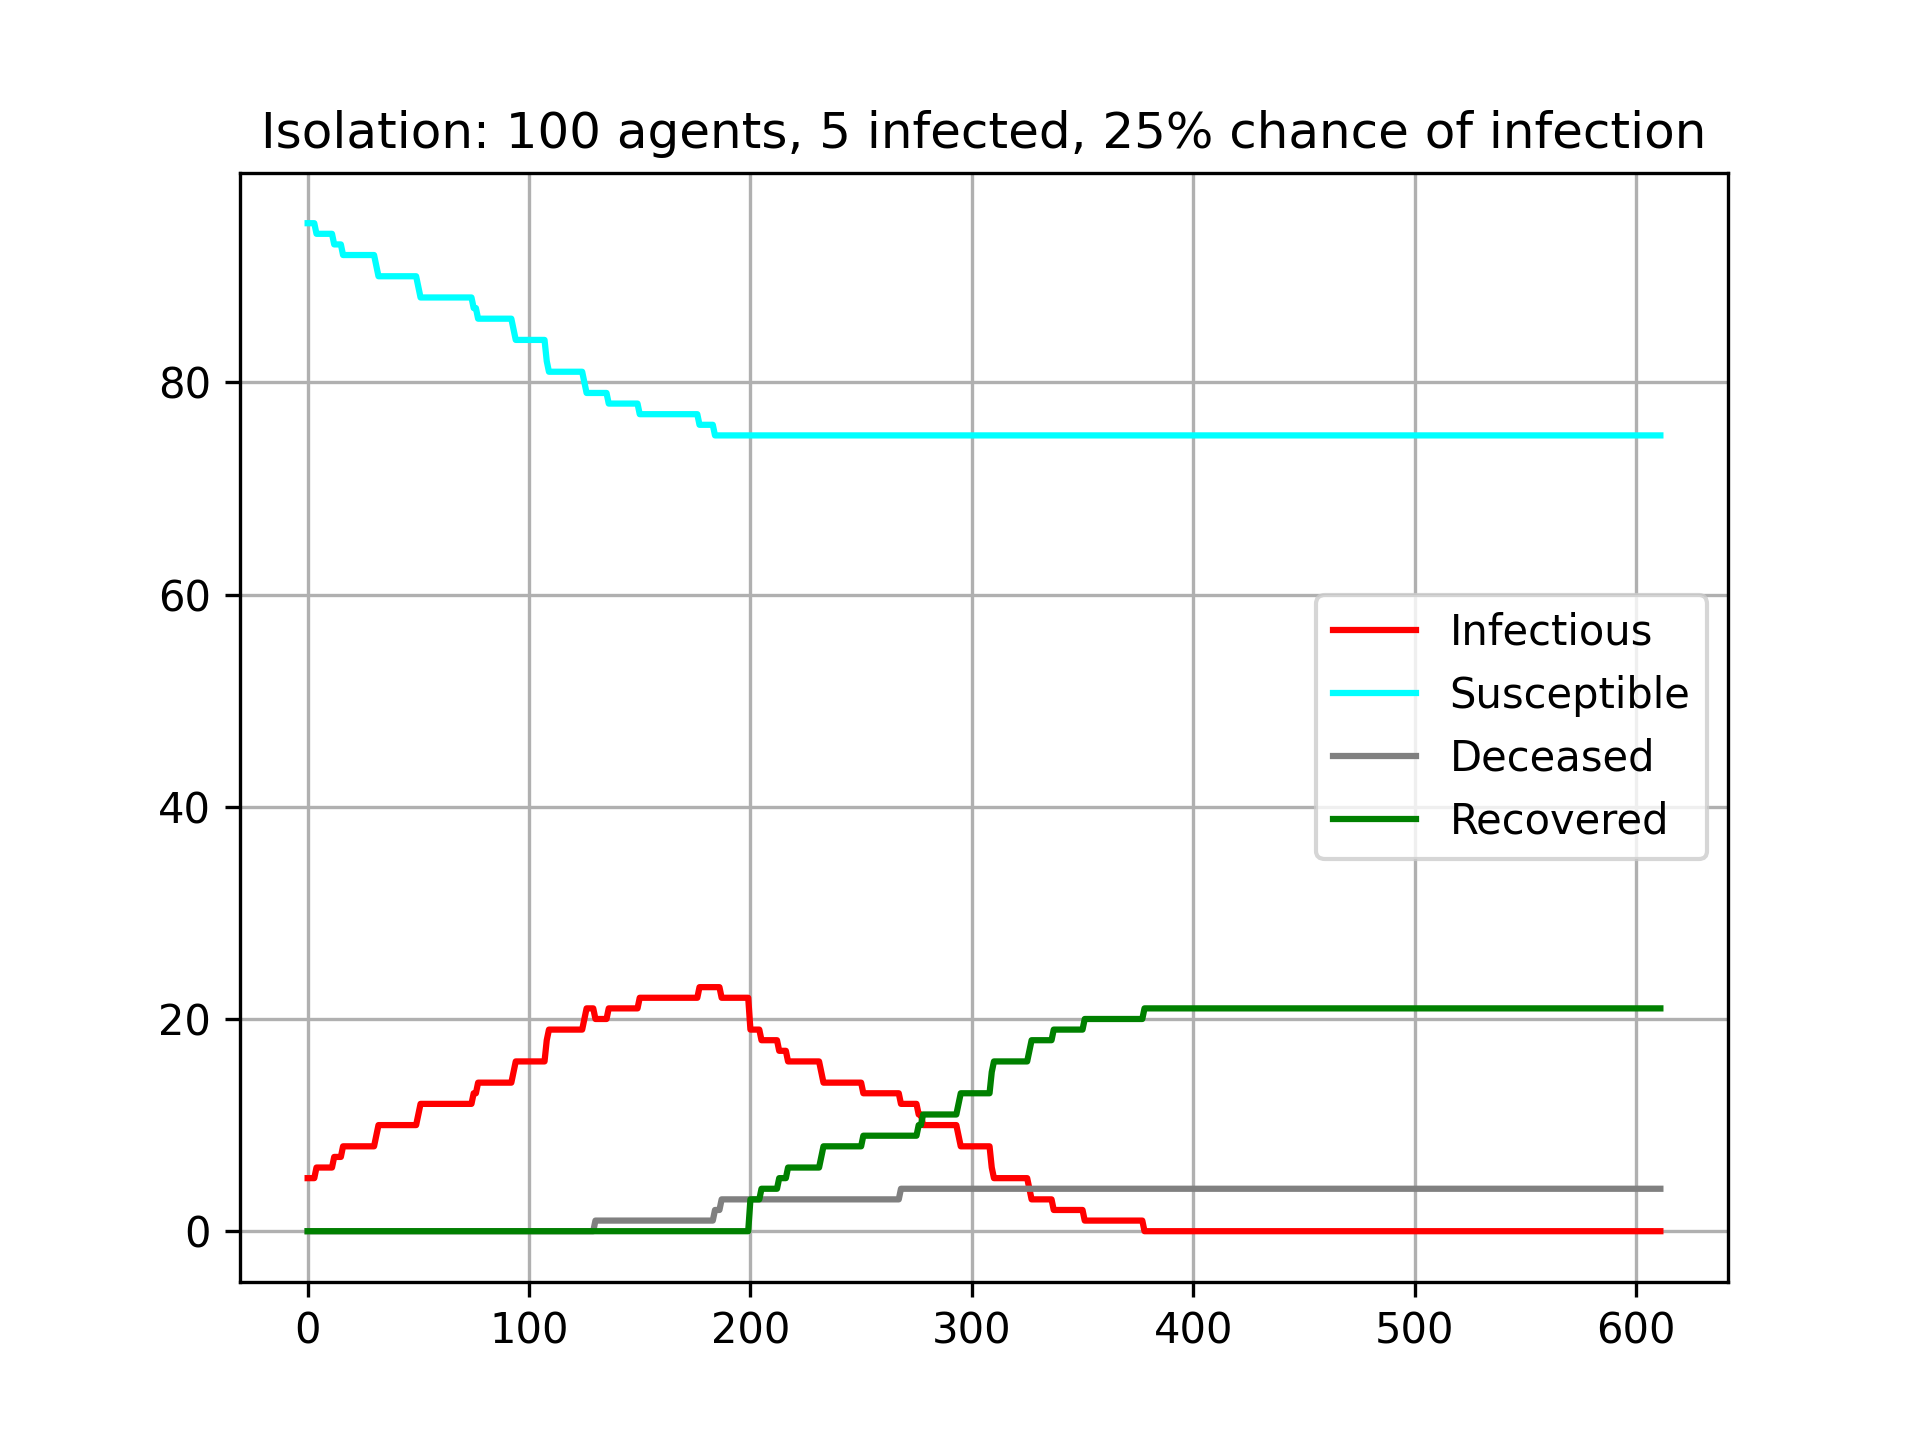 Isolation: 100 agents, 5 infected, 25% chance of infection
80
60
40
20
0
Infectious
Susceptible
Deceased
Recovered
0 100 200 300 400 500 600